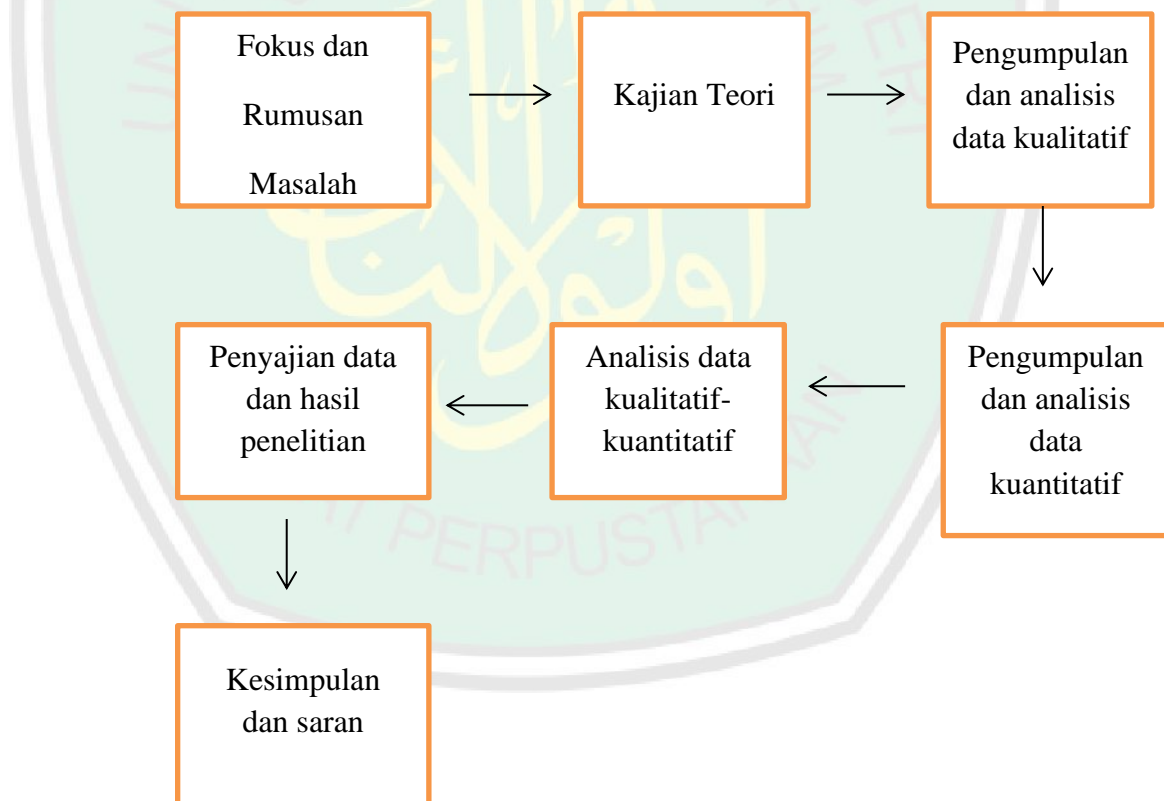 Fokus dan
Rumusan
Masalah
Kajian Teori
Pengumpulan
dan analisis
data kualitatif
Penyajian data
dan hasil
penelitian
Analisis data
kualitatif-
kuantitatif
Pengumpulan
dan analisis
data
kuantitatif
PERPUSTAKAAN
Kesimpulan
dan saran